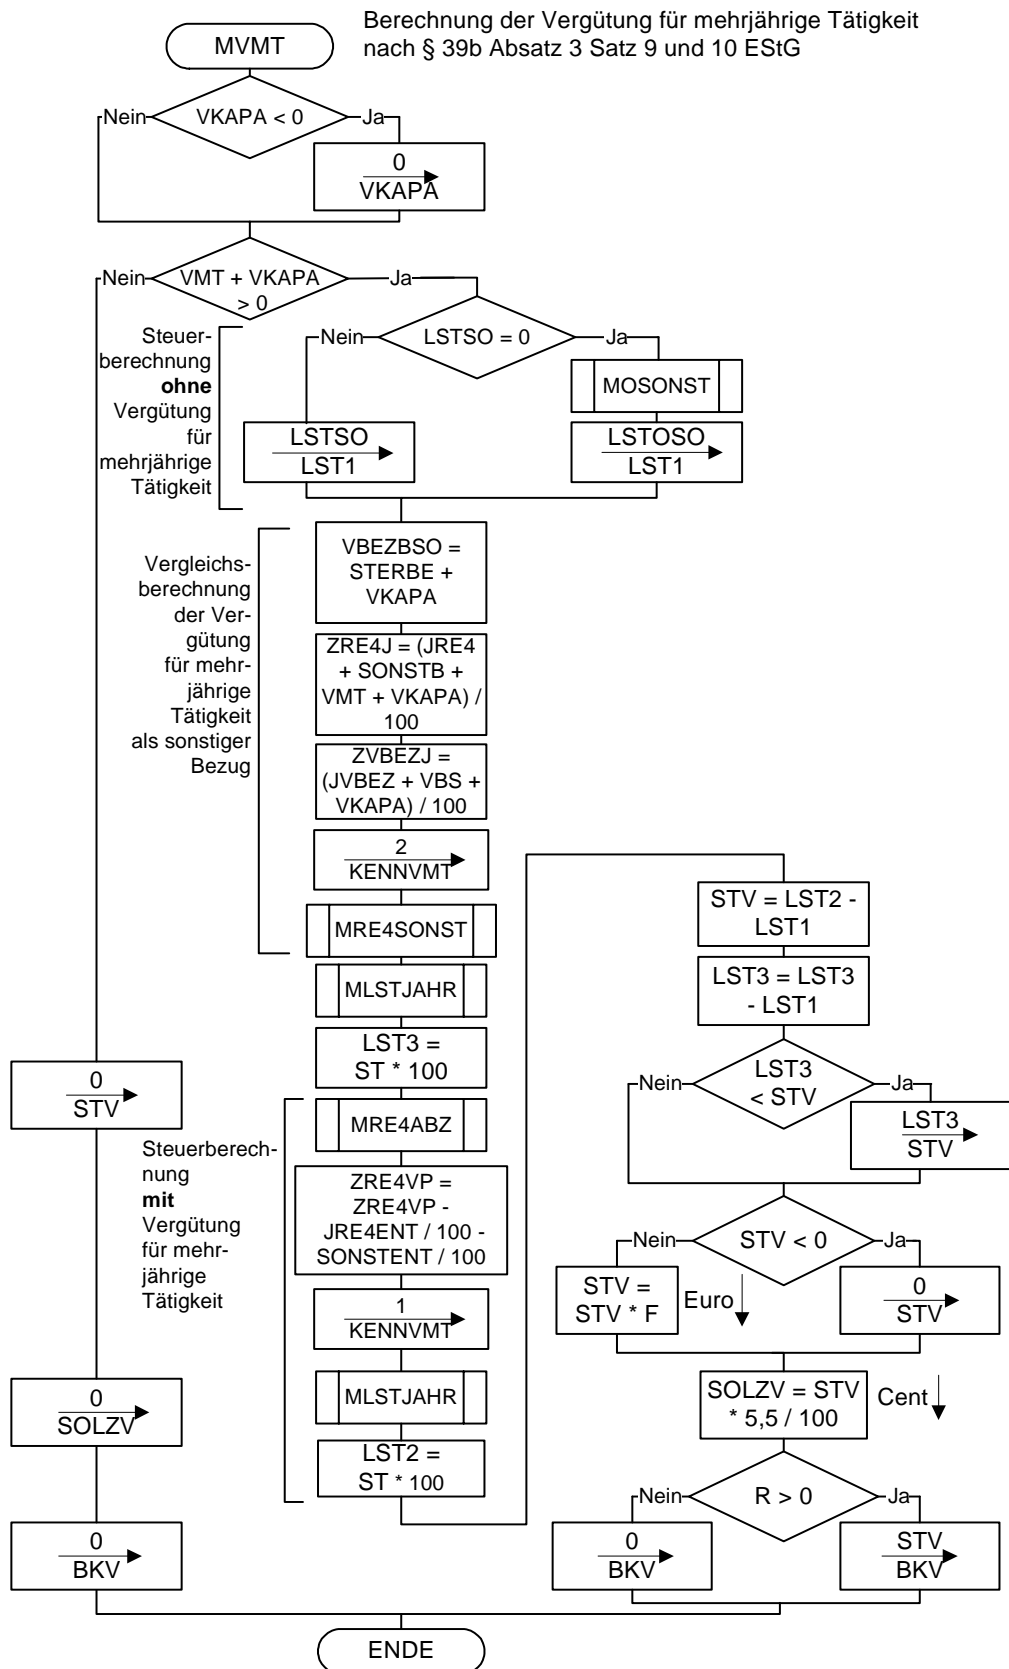 Berechnung der Vergütung für mehrjährige Tätigkeit
nach § 39b Absatz 3 Satz 9 und 10 EStG
MVMT
Nein
VKAPA < 0
Ja
0
VKAPA
Nein
VMT + VKAPA
> 0
Ja
Steuer-
berechnung
ohne
Vergütung
für
mehrjährige
Tätigkeit
Nein
LSTSO = 0
Ja
MOSONST
LSTSO
LST1
LSTOSO
LST1
Vergleichs-
berechnung
der Ver-
gütung
für mehr-
jährige
Tätigkeit
als sonstiger
Bezug
VBEZBSO =
STERBE +
VKAPA
ZRE4J = (JRE4
+ SONSTB +
VMT + VKAPA) /
100
ZVBEZJ =
(JVBEZ + VBS +
VKAPA) / 100
2
KENNVMT
MRE4SONST
MLSTJAHR
LST3 =
ST * 100
0
STV
Steuerberech-
nung
mit
Vergütung
für mehr-
jährige
Tätigkeit
MRE4ABZ
ZRE4VP =
ZRE4VP -
JRE4ENT / 100 -
SONSTENT / 100
1
KENNVMT
MLSTJAHR
LST2 =
ST * 100
0
SOLZV
0
BKV
STV = LST2 -
LST1
LST3 = LST3
- LST1
Nein
LST3
< STV
Ja
LST3
STV
Nein
STV < 0
Ja
STV =
STV * F
Euro
0
STV
SOLZV = STV
* 5,5 / 100
Cent
Nein
R > 0
Ja
0
BKV
STV
BKV
ENDE